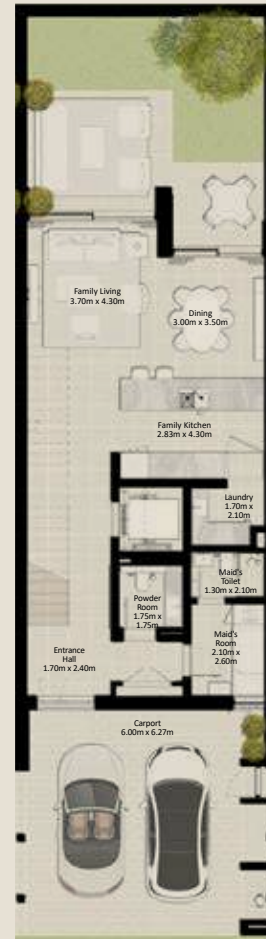 Family Living
3.70m x 4.30m
Dining
3.00m x 3.50m
Family Kitchen
2.83m x 4.30m
Laundry
1.70m x
2.10m
Maid's
Toilet
1.30m x 2.10m
Powder
Room
1.75m x
1.75m
Maid's
Room
2.10m x
2.60m
Entrance
Hall
1.70m x 2.40m
Carport
6.00m x 6.27m